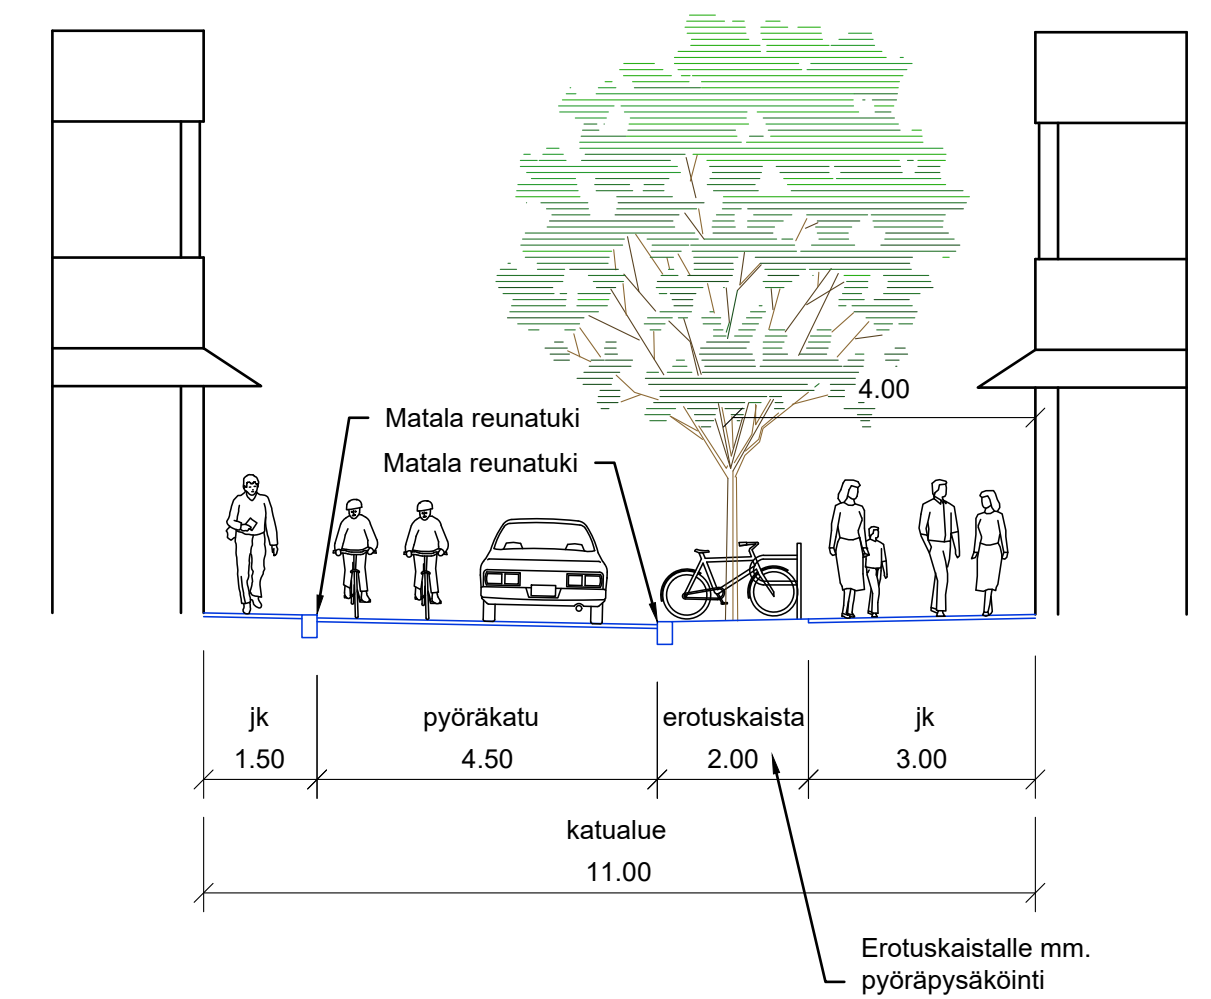 4.00
Matala reunatuki
Matala reunatuki
jk
pyöräkatu
erotuskaista
jk
1.50
4.50
2.00
3.00
katualue
11.00
Erotuskaistalle mm.
pyöräpysäköinti